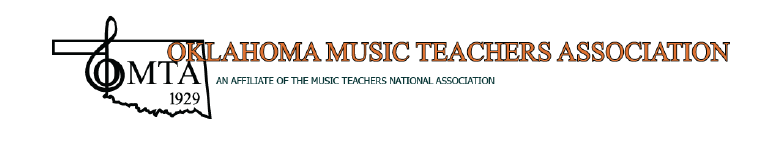 OKLAHOMA MUSIC TEACHERS ASSOCIATION
OMTA
AN AFFILIATE OF THE MUSIC TEACHERS NATIONAL ASSOCIATION
1929